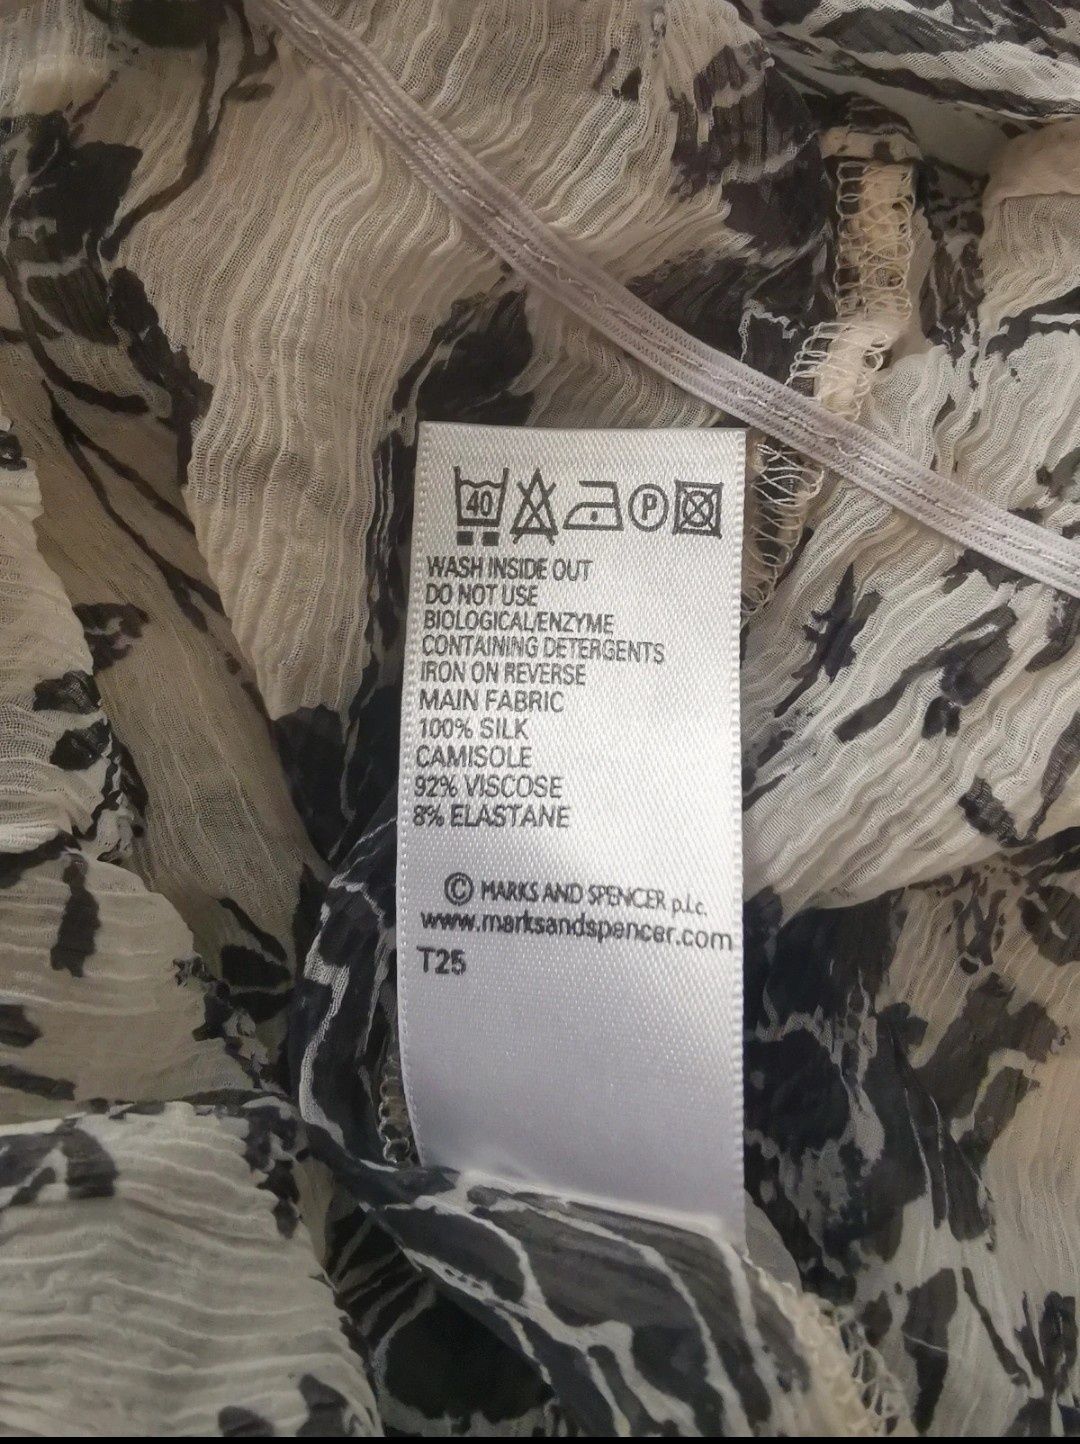 40 P
WASH INSIDE OUT
DO NOT USE
BIOLOGICAL/ENZYME
CONTAINING DETERGENTS
IRON ON REVERSE
MAIN FABRIC
100% SILK
CAMISOLE
92% VISCOSE
8% ELASTANE
© MARKS AND SPENCER p.l.c.
www.marksandspencer.com
T25